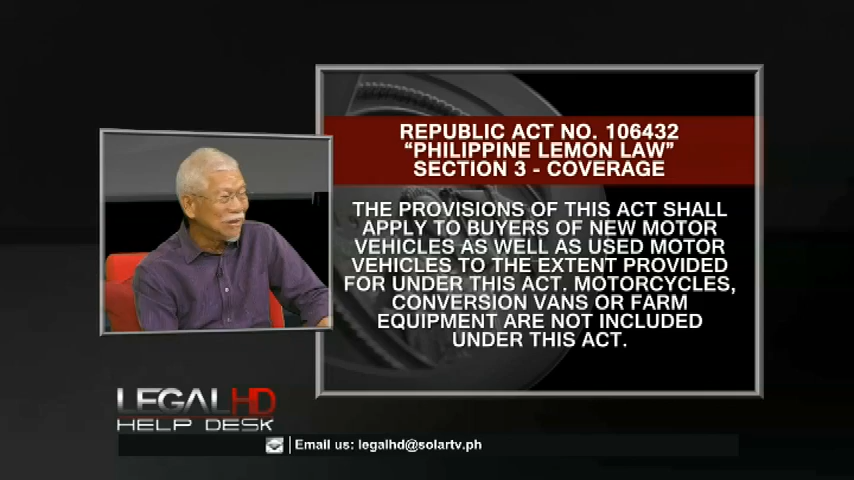 REPUBLIC ACT NO. 106432
“PHILIPPINE LEMON LAW”
SECTION 3 - COVERAGE
THE PROVISIONS OF THIS ACT SHALL
APPLY TO BUYERS OF NEW MOTOR
VEHICLES AS WELL AS USED MOTOR
VEHICLES TO THE EXTENT PROVIDED
FOR UNDER THIS ACT. MOTORCYCLES,
CONVERSION VANS OR FARM
EQUIPMENT ARE NOT INCLUDED
UNDER THIS ACT.
LEGALHD
HELP DESK
Email us: legalhd@solartv.ph